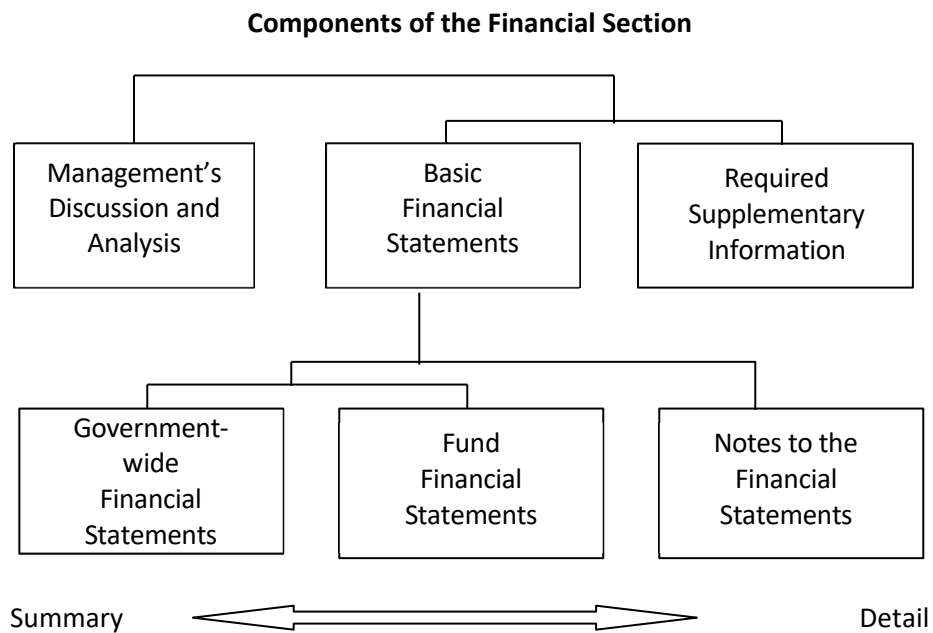 Components of the Financial Section
Management’s
Discussion and
Analysis
Basic
Financial
Statements
Required
Supplementary
Information
Government-
wide
Financial
Statements
Fund
Financial
Statements
Notes to the
Financial
Statements
Summary
Detail